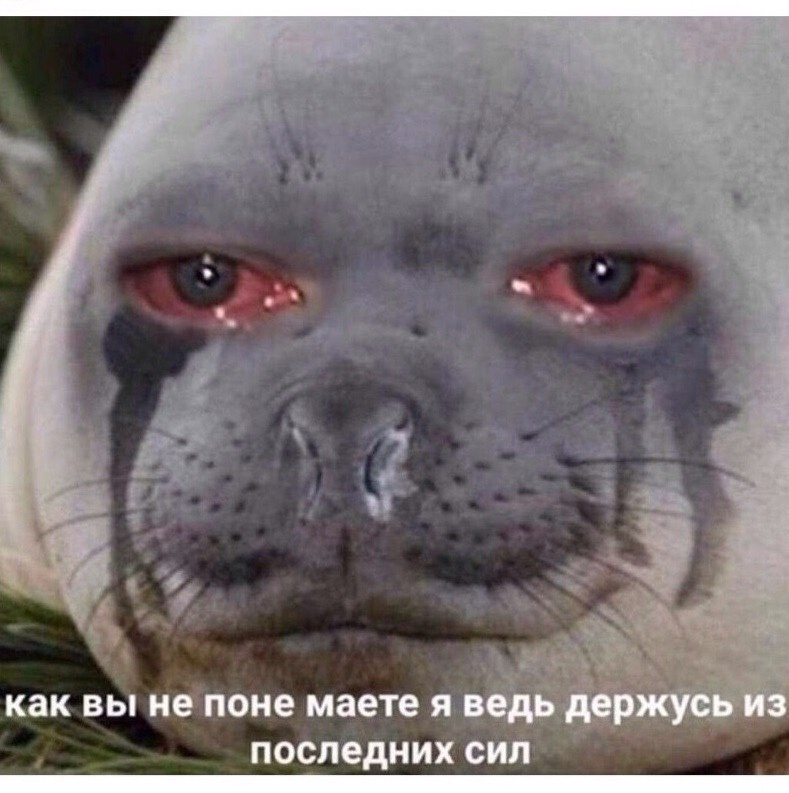 как вы не поне маете я ведь держусь из
последних сил